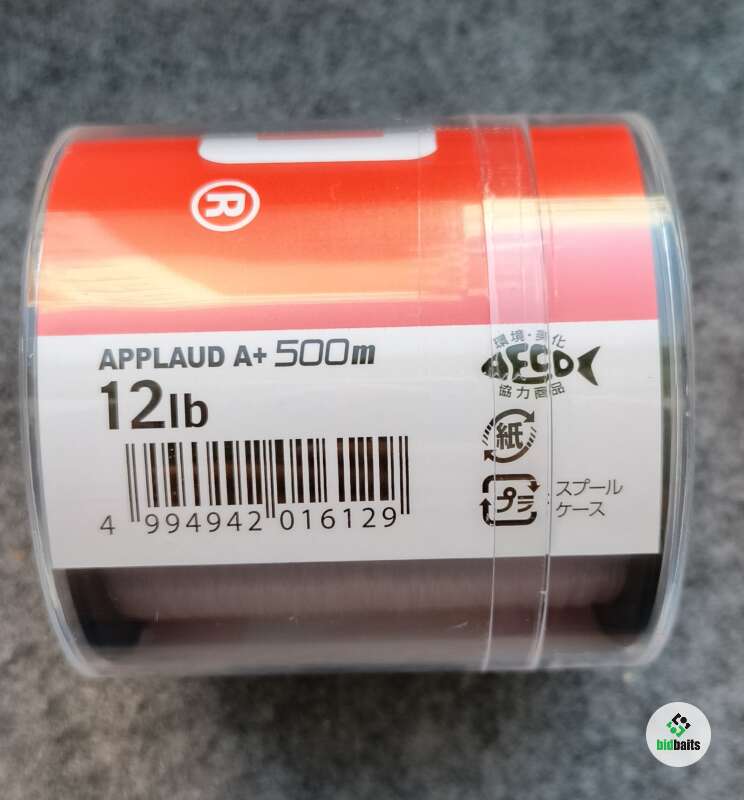 ®
APPLAUD A+ 500m
12lb
4 994942 016129
環境・美化
AECO
協力商品
紙
プラ
スプール
ケース
bidbaits